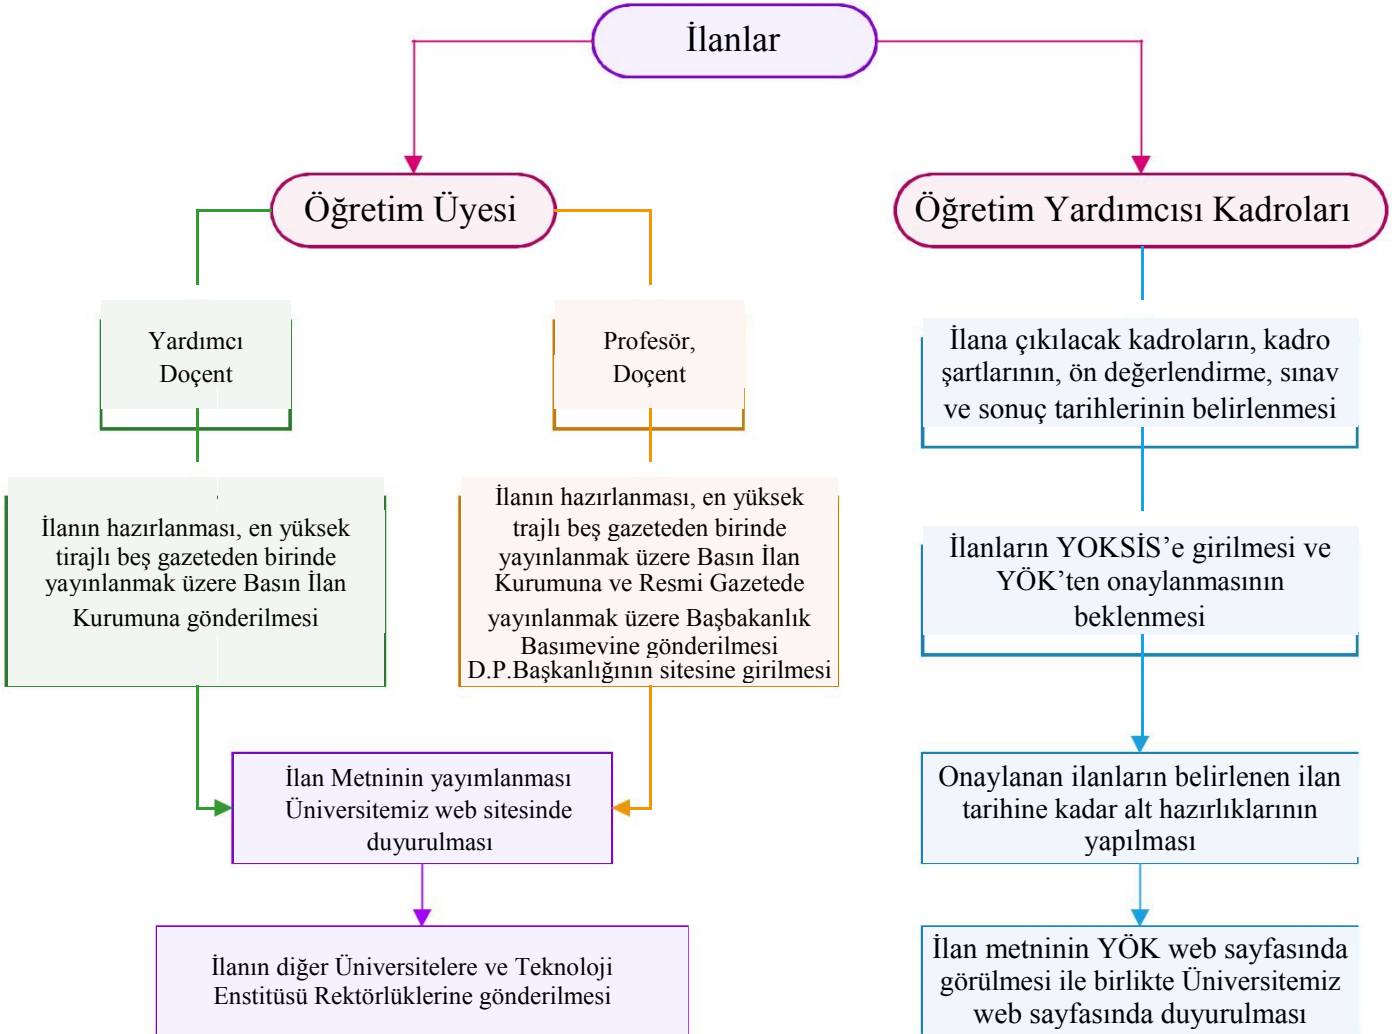 İlanlar
Öğretim Üyesi
Öğretim Yardımcısı Kadroları
Yardımcı
Doçent
Profesör,
Doçent
İlana çıkılacak kadroların, kadro
şartlarının, ön değerlendirme, sınav
ve sonuç tarihlerinin belirlenmesi
İlanın hazırlanması, en yüksek
tirajlı beş gazeteden birinde
yayınlanmak üzere Basın İlan
Kurumuna gönderilmesi
İlanın hazırlanması, en yüksek
trajlı beş gazeteden birinde
yayınlanmak üzere Basın İlan
Kurumuna ve Resmi Gazetede
yayınlanmak üzere Başbakanlık
Basımevine gönderilmesi
D.P.Başkanlığının sitesine girilmesi
İlanların YOKSİS’e girilmesi ve
YÖK’ten onaylanmasının
beklenmesi
İlan Metninin yayımlanması
Üniversitemiz web sitesinde
duyurulması
Onaylanan ilanların belirlenen ilan
tarihine kadar alt hazırlıklarının
yapılması
İlanın diğer Üniversitelere ve Teknoloji
Enstitüsü Rektörlüklerine gönderilmesi
İlan metninin YÖK web sayfasında
görülmesi ile birlikte Üniversitemiz
web sayfasında duyurulması